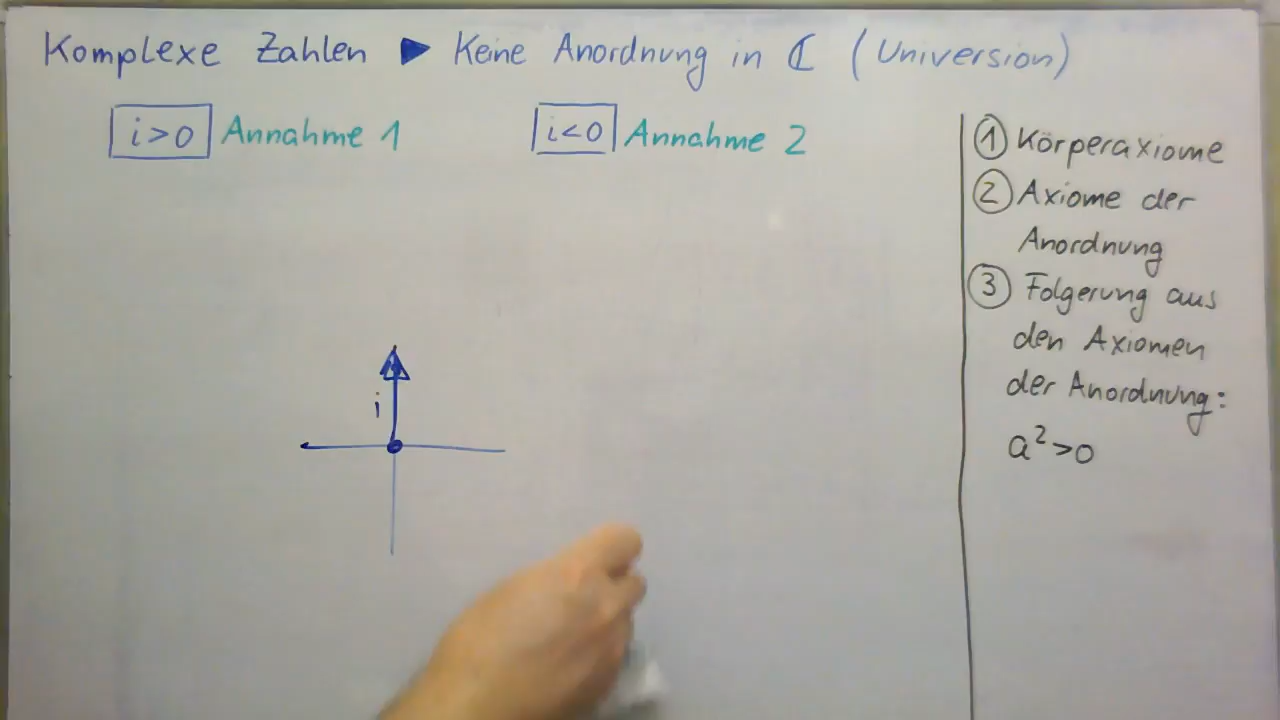 Komplexe Zahlen ▶ Keine Anordnung in ℂ (Universion)
i>0 Annahme 1
i<0 Annahme 2
① Körperaxiome
② Axiome der
Anordnung
③ Folgerung aus
den Axiomen
der Anordnung:
a²>0
i